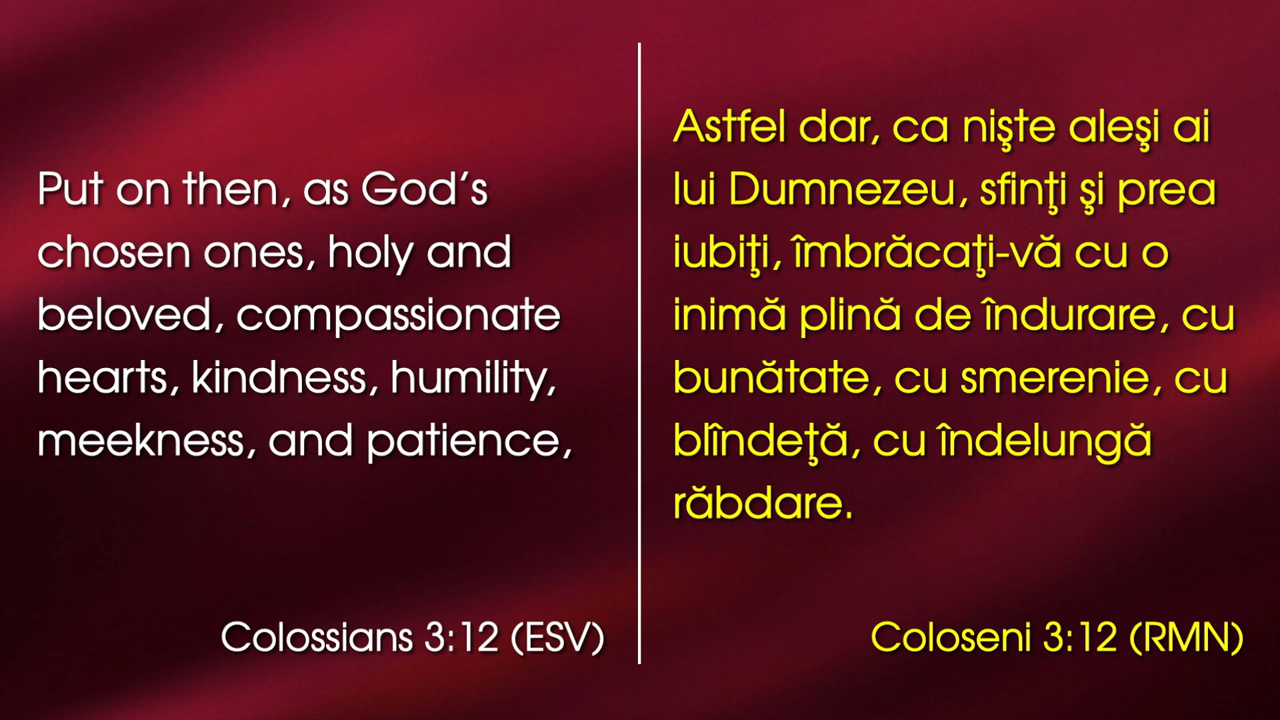 Put on then, as God’s
chosen ones, holy and
beloved, compassionate
hearts, kindness, humility,
meekness, and patience,
Colossians 3:12 (ESV)
Astfel dar, ca nişte aleşi ai
lui Dumnezeu, sfinţi şi prea
iubiţi, îmbrăcaţi-vă cu o
inimă plină de îndurare, cu
bunătate, cu smerenie, cu
blîndeţă, cu îndelungă
răbdare.
Coloseni 3:12 (RMN)